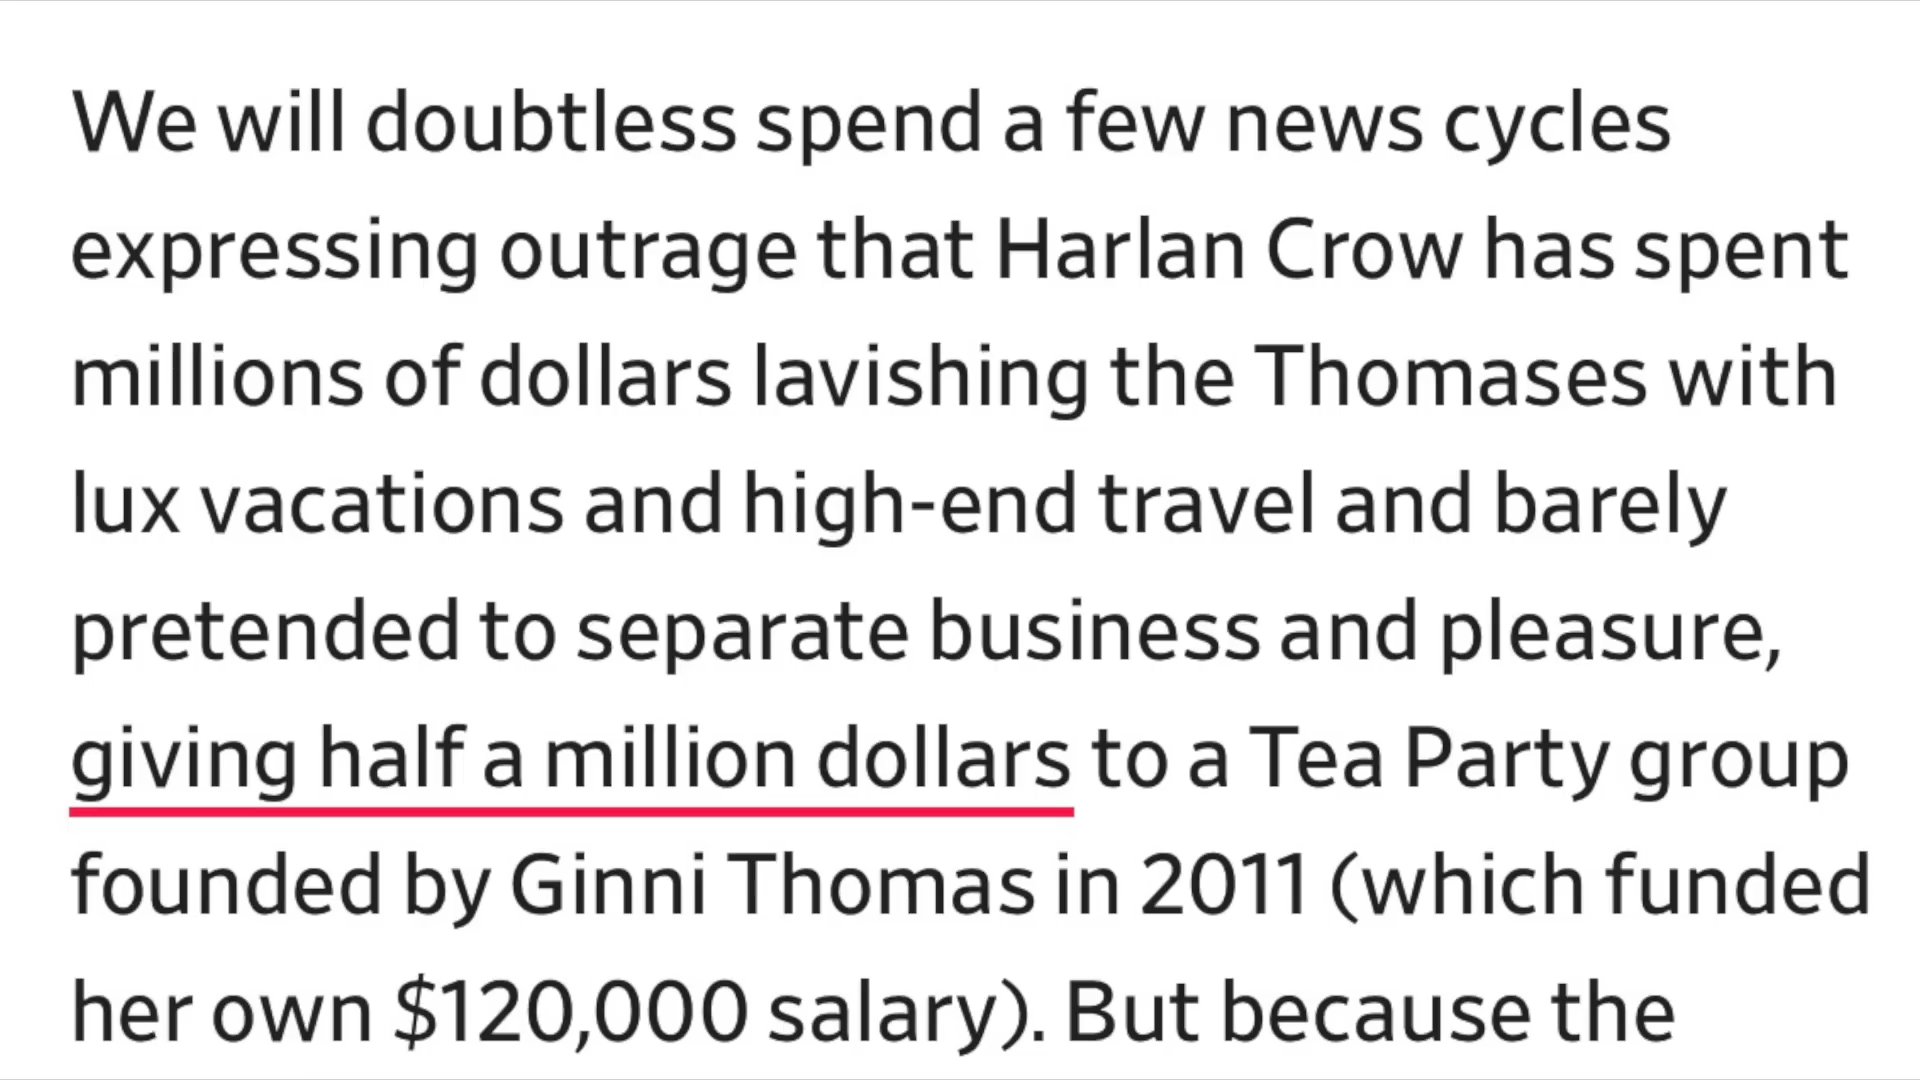 We will doubtless spend a few news cycles
expressing outrage that Harlan Crow has spent
millions of dollars lavishing the Thomases with
lux vacations and high-end travel and barely
pretended to separate business and pleasure,
giving half a million dollars to a Tea Party group
founded by Ginni Thomas in 2011 (which funded
her own $120,000 salary). But because the